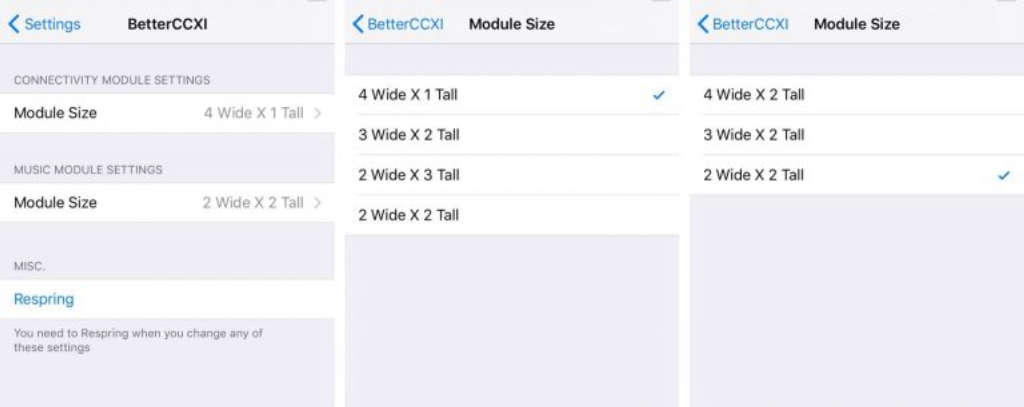 Settings
BetterCCXI
CONNECTIVITY MODULE SETTINGS
Module Size 4 Wide X 1 Tall
MUSIC MODULE SETTINGS
Module Size 2 Wide X 2 Tall
MISC.
Respring
You need to Respring when you change any of
these settings
BetterCCXI
Module Size
4 Wide X 1 Tall
3 Wide X 2 Tall
2 Wide X 3 Tall
2 Wide X 2 Tall
BetterCCXI
Module Size
4 Wide X 2 Tall
3 Wide X 2 Tall
2 Wide X 2 Tall